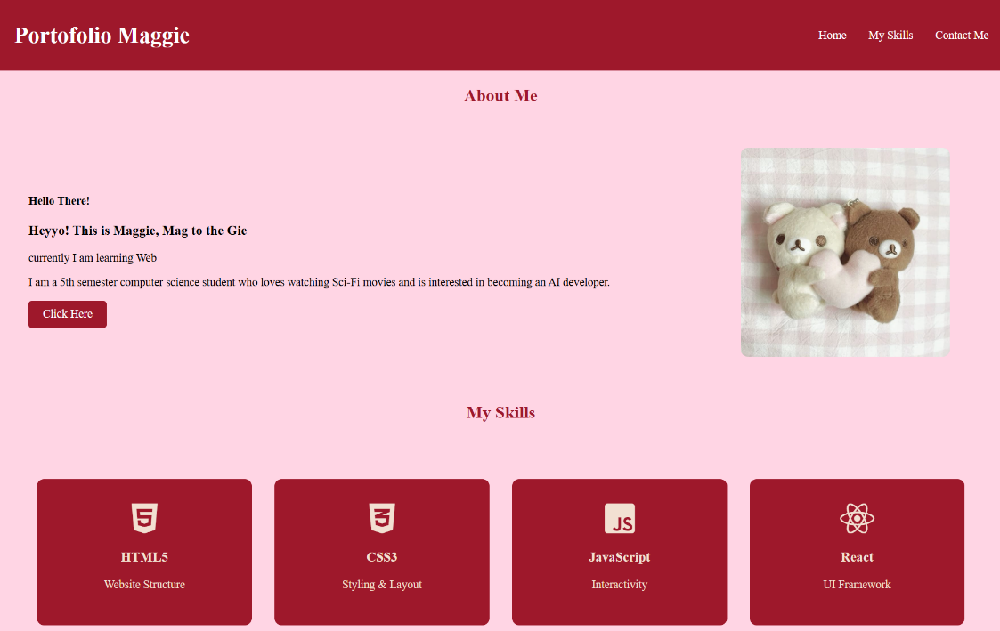 Portofolio Maggie
Home My Skills Contact Me
About Me
Hello There!
Heyyo! This is Maggie, Mag to the Gie
currently I am learning Web
I am a 5th semester computer science student who loves watching Sci-Fi movies and is interested in becoming an AI developer.
Click Here
My Skills
5
3
JS
HTML5
CSS3
JavaScript
React
Website Structure
Styling & Layout
Interactivity
UI Framework